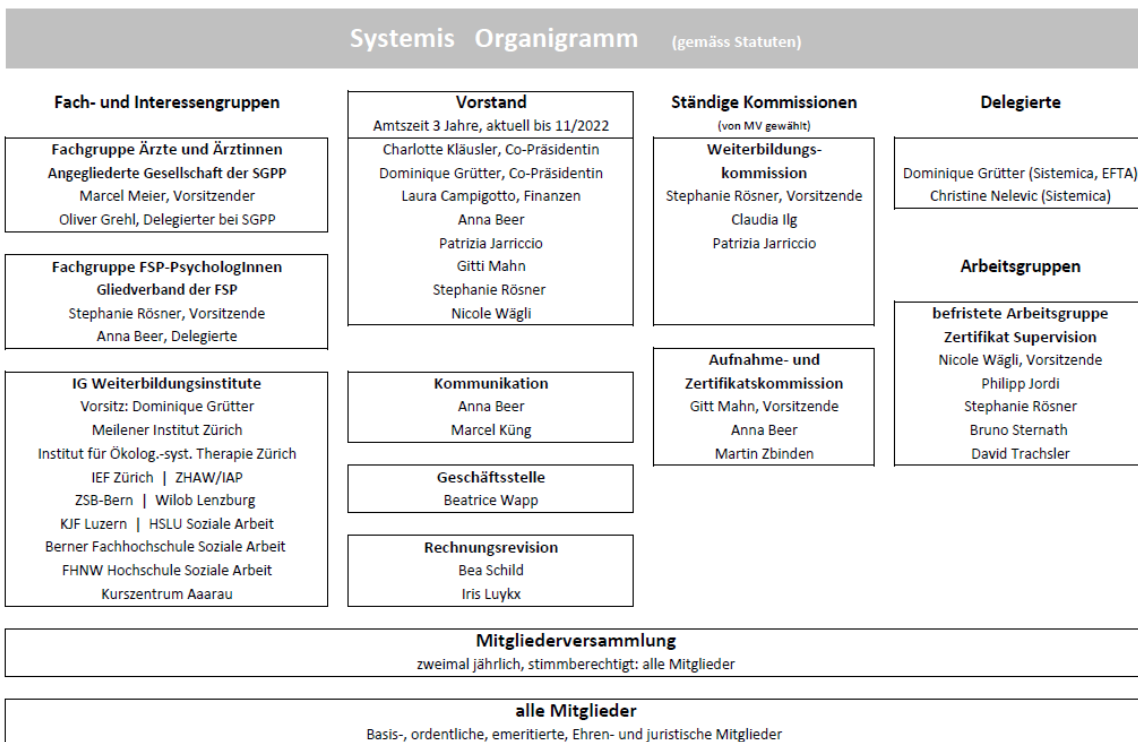 Systemis Organigramm (gemäss Statuten)
Fach- und Interessengruppen
Fachgruppe Ärzte und Ärztinnen
Angegliederte Gesellschaft der SGPP
Marcel Meier, Vorsitzender
Oliver Grehl, Delegierter bei SGPP
Fachgruppe FSP-PsychologInnen
Gliedverband der FSP
Stephanie Rösner, Vorsitzende
Anna Beer, Delegierte
IG Weiterbildungsinstitute
Vorsitz: Dominique Grütter
Meilener Institut Zürich
Institut für Ökolog.-syst. Therapie Zürich
IEF Zürich | ZHAW/IAP
ZSB-Bern | Wilob Lenzburg
KJF Luzern | HSLU Soziale Arbeit
Berner Fachhochschule Soziale Arbeit
FHNW Hochschule Soziale Arbeit
Kurszentrum Aaarau
Vorstand
Amtszeit 3 Jahre, aktuell bis 11/2022
Charlotte Kläusler, Co-Präsidentin
Dominique Grütter, Co-Präsidentin
Laura Campigotto, Finanzen
Anna Beer
Patrizia Jarriccio
Gitti Mahn
Stephanie Rösner
Nicole Wägli
Kommunikation
Anna Beer
Marcel Küng
Geschäftsstelle
Beatrice Wapp
Rechnungsrevision
Bea Schild
Iris Luykx
Ständige Kommissionen
(von MV gewählt)
Weiterbildungs-
kommission
Stephanie Rösner, Vorsitzende
Claudia Ilg
Patrizia Jarriccio
Aufnahme- und
Zertifikatskommission
Gitt Mahn, Vorsitzende
Anna Beer
Martin Zbinden
Delegierte
Dominique Grütter (Sistemica, EFTA)
Christine Nelevic (Sistemica)
Arbeitsgruppen
befristete Arbeitsgruppe
Zertifikat Supervision
Nicole Wägli, Vorsitzende
Philipp Jordi
Stephanie Rösner
Bruno Sternath
David Trachsler
Mitgliederversammlung
zweimal jährlich, stimmberechtigt: alle Mitglieder
alle Mitglieder
Basis-, ordentliche, emeritierte, Ehren- und juristische Mitglieder